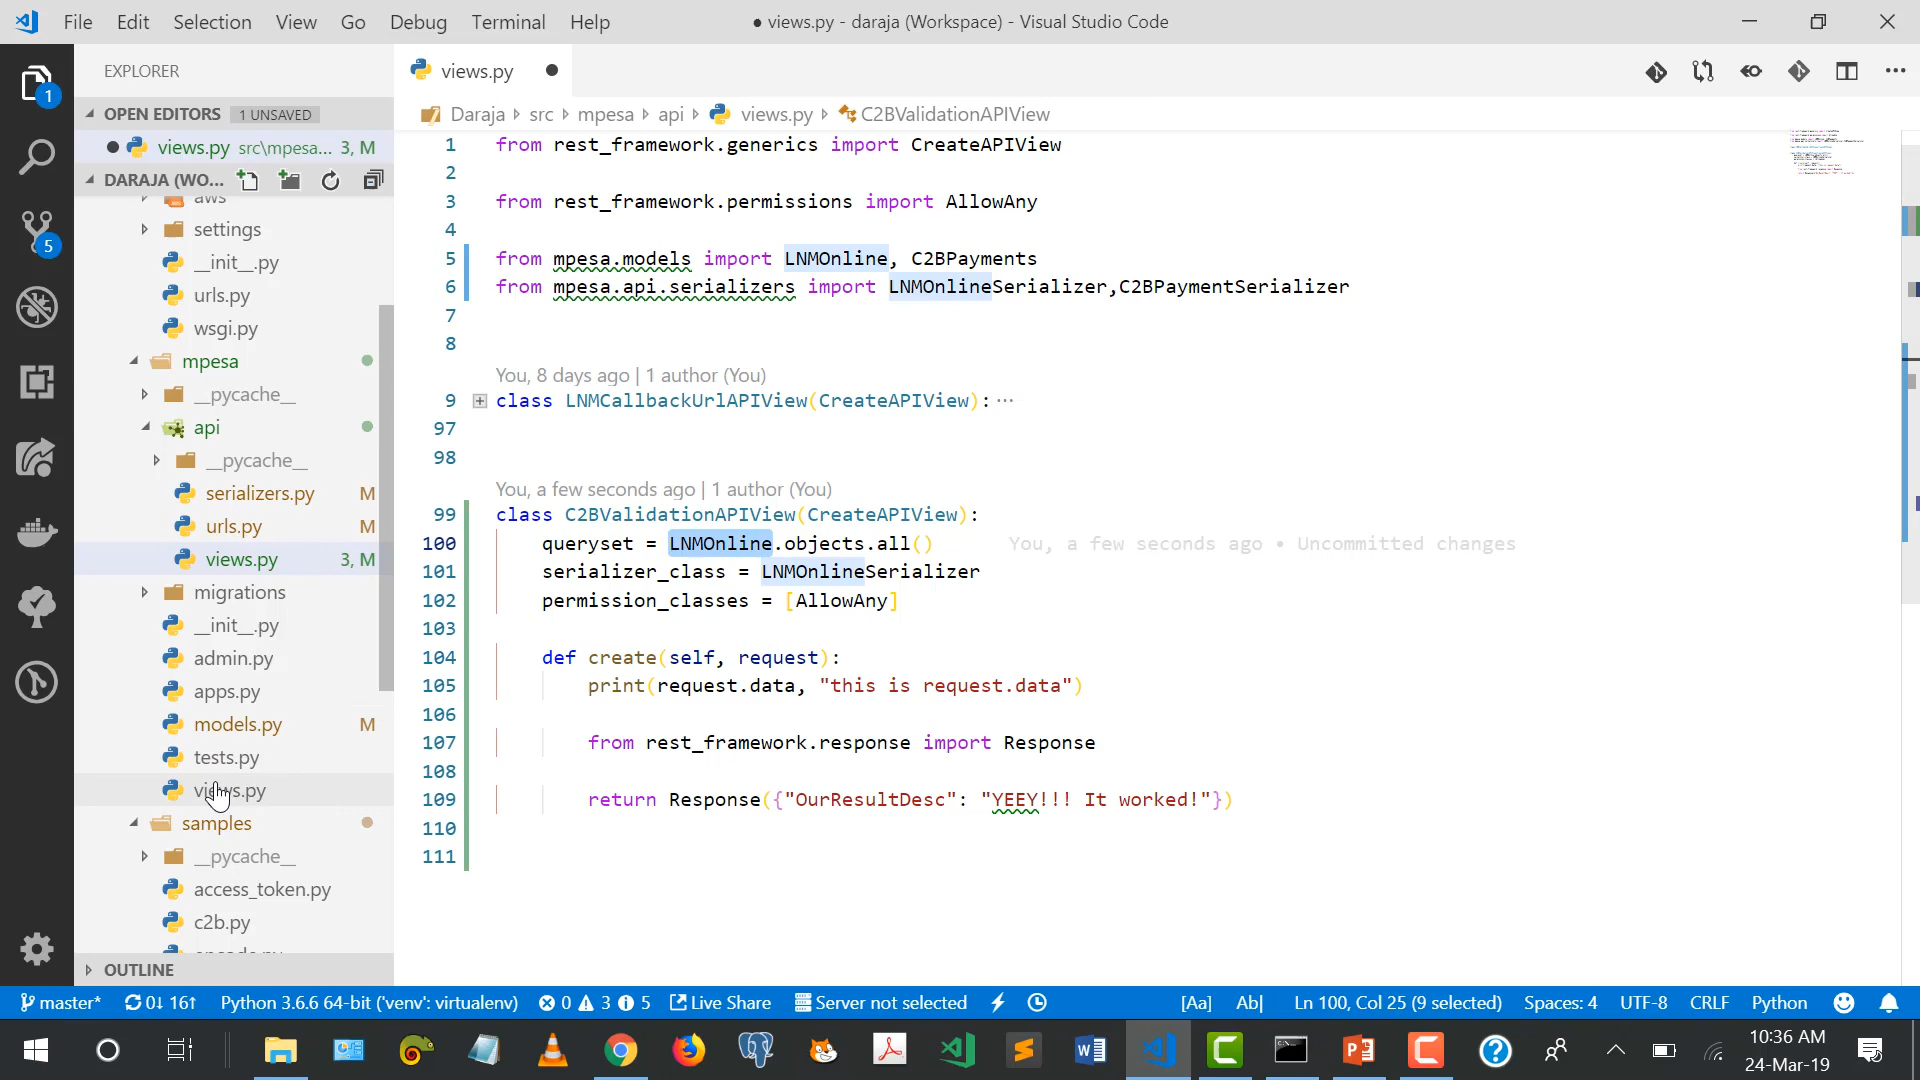 File Edit Selection View Go Debug Terminal Help
● views.py - daraja (Workspace) - Visual Studio Code
EXPLORER
1
OPEN EDITORS 1 UNSAVED
views.py src\mpesa... 3, M
DARAJA (WO...
aws
settings
__init__.py
urls.py
wsgi.py
mpesa
__pycache__
api
__pycache__
serializers.py M
urls.py M
views.py 3, M
migrations
__init__.py
admin.py
apps.py
models.py M
tests.py
views.py
samples
__pycache__
access_token.py
c2b.py
OUTLINE
5
views.py
Daraja src mpesa api views.py C2BValidationAPIView
1 from rest_framework.generics import CreateAPIView
2
3 from rest_framework.permissions import AllowAny
4
5 from mpesa.models import LNMOnline, C2BPayments
6 from mpesa.api.serializers import LNMOnlineSerializer,C2BPaymentSerializer
7
8
You, 8 days ago | 1 author (You)
9 class LNMCallbackUrlAPIView(CreateAPIView): ...
97
98
You, a few seconds ago | 1 author (You)
99 class C2BValidationAPIView(CreateAPIView):
100 queryset = LNMOnline.objects.all() You, a few seconds ago • Uncommitted changes
101 serializer_class = LNMOnlineSerializer
102 permission_classes = [AllowAny]
103
104 def create(self, request):
105 print(request.data, "this is request.data")
106
107 from rest_framework.response import Response
108
109 return Response({"OurResultDesc": "YEEY!!! It worked!"})
110
111
master* 0↓ 16↑ Python 3.6.6 64-bit ('venv': virtualenv) 0 3 5 Live Share Server not selected [Aa] Ab| Ln 100, Col 25 (9 selected) Spaces: 4 UTF-8 CRLF Python
10:36 AM
24-Mar-19